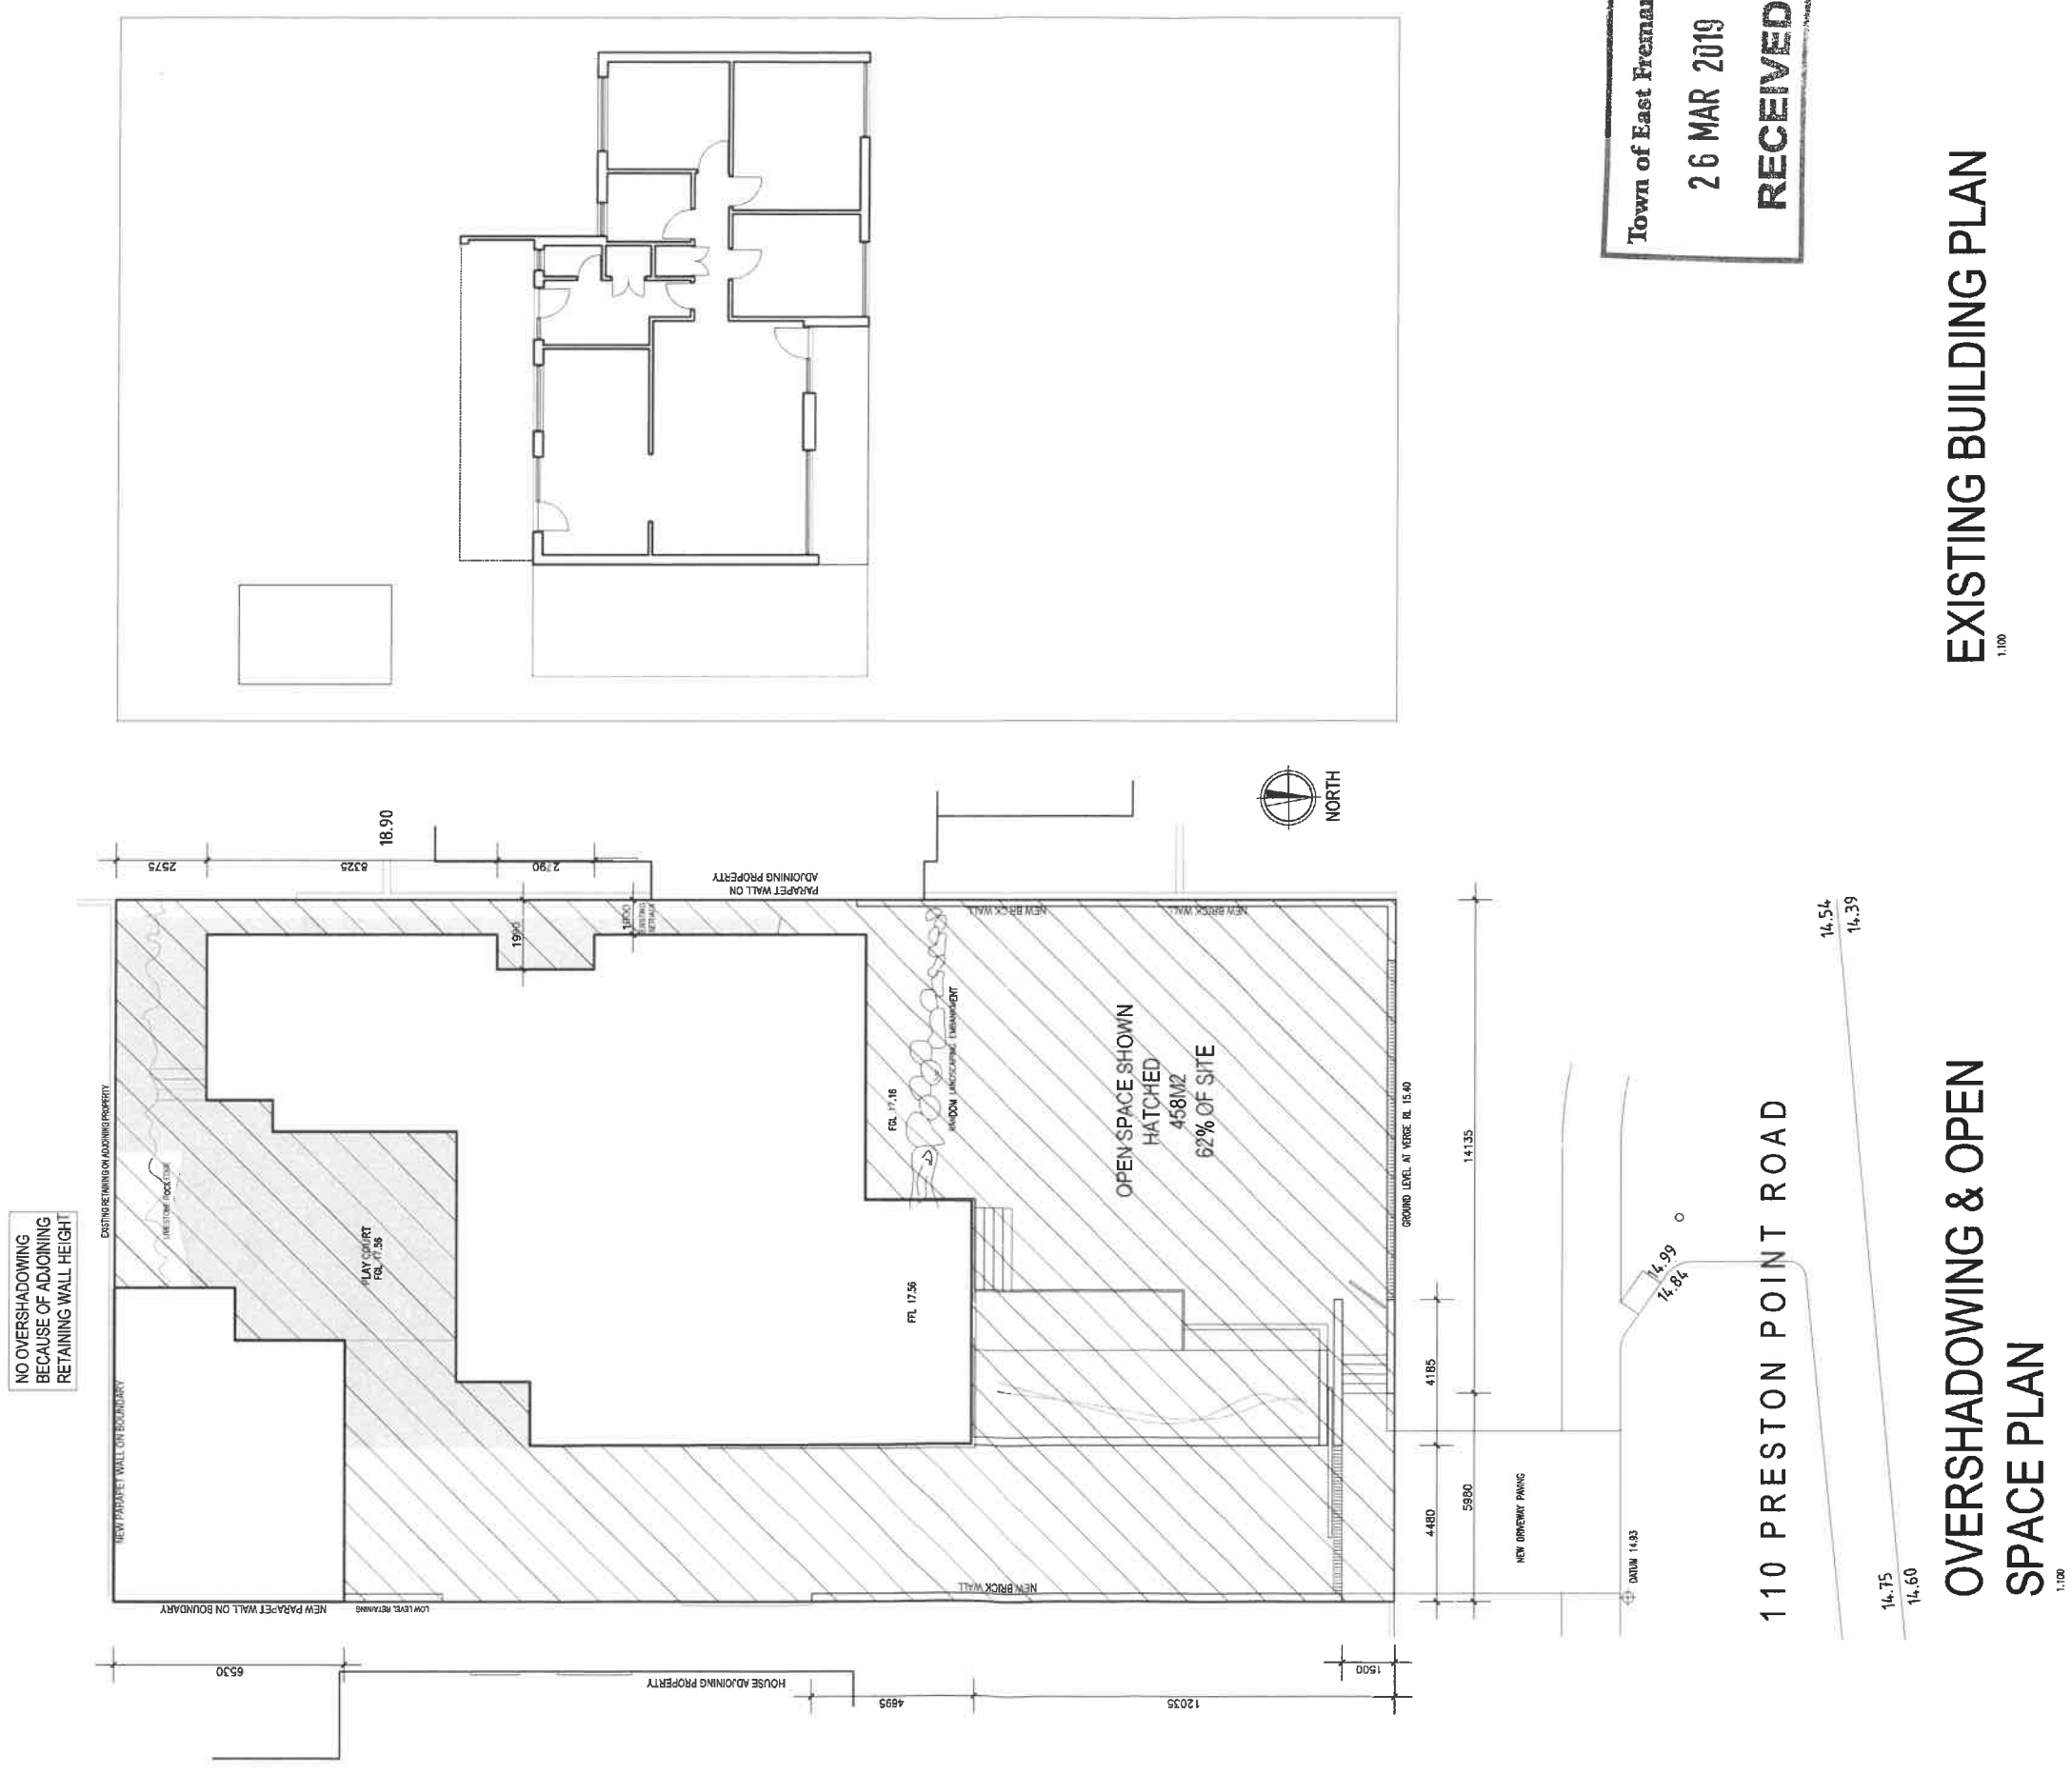 NO OVERSHADOWING
BECAUSE OF ADJOINING
RETAINING WALL HEIGHT
EXISTING RETAINING ON ADJOINING PROPERTY
NEW PARAPET WALL ON BOUNDARY
NEW PARAPET WALL ON BOUNDARY
LOW LEVEL RETAINING
LIMESTONE ROCK EDGE
PLAY COURT
FGL 17.56
2575
8325
2790
18.90
1990
1000
EXISTING
SETBACK
PARAPET WALL ON
ADJOINING PROPERTY
NEW BRICK WALL
NEW BRICK WALL
FGL 17.16
RANDOM LANDSCAPING EMBANKMENT
FFL 17.56
OPEN SPACE SHOWN
HATCHED
458M2
62% OF SITE
NEW BRICK WALL
GROUND LEVEL AT VERGE RL 15.40
6530
HOUSE ADJOINING PROPERTY
4695
12035
1500
4480
4185
5980
14135
NEW DRIVEWAY PAVING
DATUM 14.93
14.99
14.84
14.54
14.39
14.75
14.60
110 PRESTON POINT ROAD
NORTH
OVERSHADOWING & OPEN
SPACE PLAN
1:100
EXISTING BUILDING PLAN
1:100
Town of East Freman
26 MAR 2019
RECEIVED